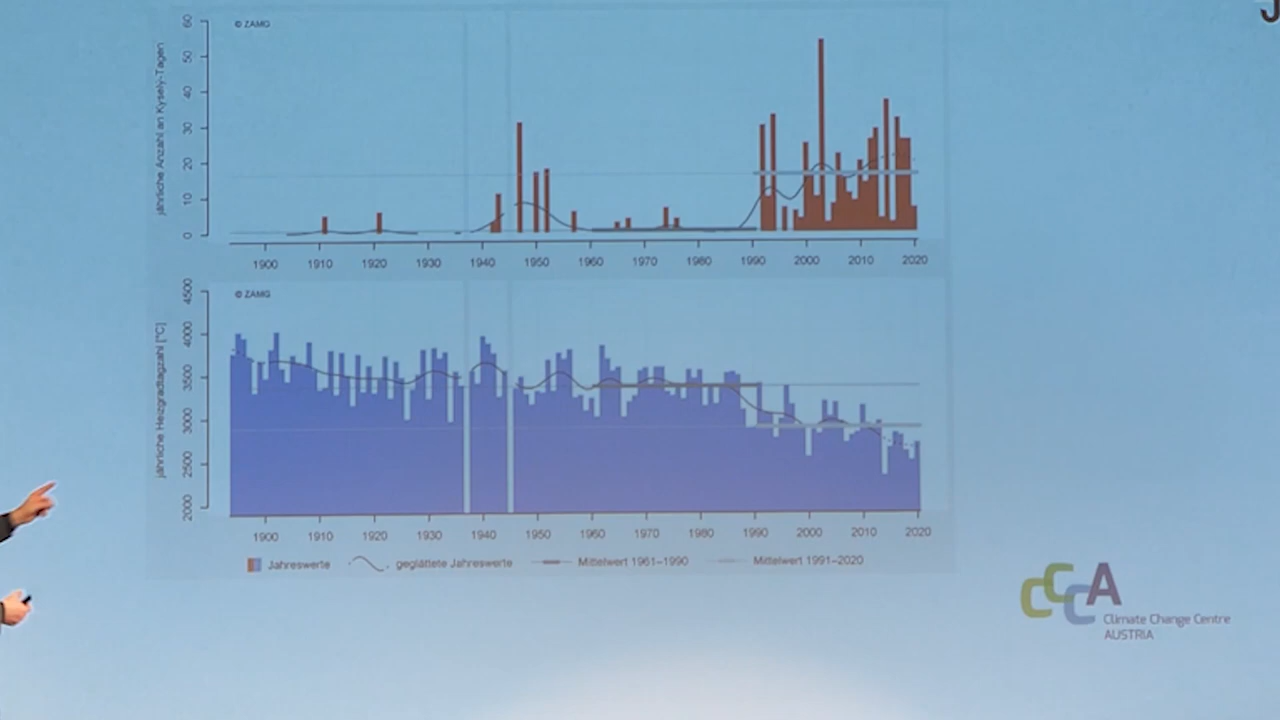 J
© ZAMG
jährliche Anzahl an Kysely-Tagen
60
50
40
30
20
10
0
1900 1910 1920 1930 1940 1950 1960 1970 1980 1990 2000 2010 2020
© ZAMG
jährliche Heizgradtagzahl [°C]
4500
4000
3500
3000
2500
2000
1900 1910 1920 1930 1940 1950 1960 1970 1980 1990 2000 2010 2020
Jahreswerte geglättete Jahreswerte Mittelwert 1961–1990 Mittelwert 1991–2020
CCCA
Climate Change Centre
AUSTRIA